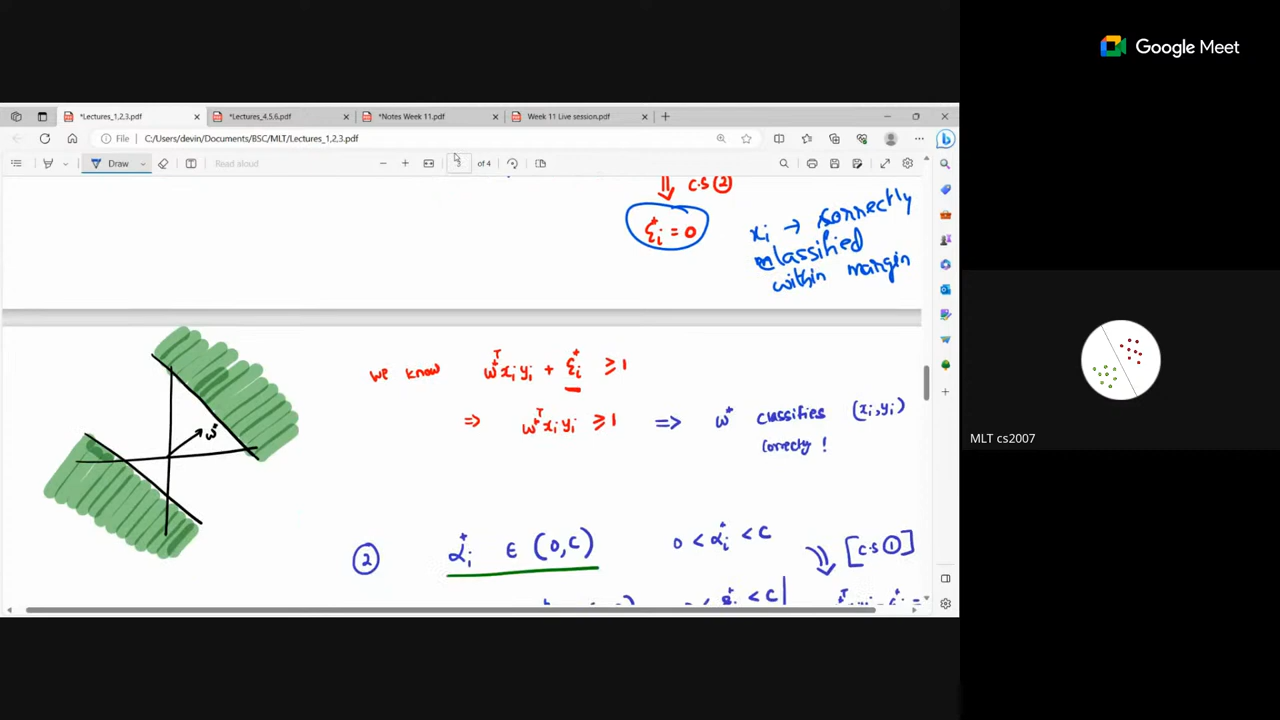 Google Meet
*Lectures_1,2,3.pdf
*Lectures_4,5,6.pdf
*Notes Week 11.pdf
Week 11 Live session.pdf
File
C:/Users/devin/Documents/BSC/MLT/Lectures_1,2,3.pdf
Draw
Read aloud
3 of 4
C.S ②
ξᵢ* = 0
xᵢ → correctly
classified
within margin
we know w*ᵀxᵢyᵢ + ξᵢ* ≥ 1
⇒ w*ᵀxᵢyᵢ ≥ 1 ⇒ w* classifies (xᵢ,yᵢ)
correctly !
w*
② αᵢ* ∈ (0,C) 0 < αᵢ* < C [C.S ①]
< C
MLT cs2007